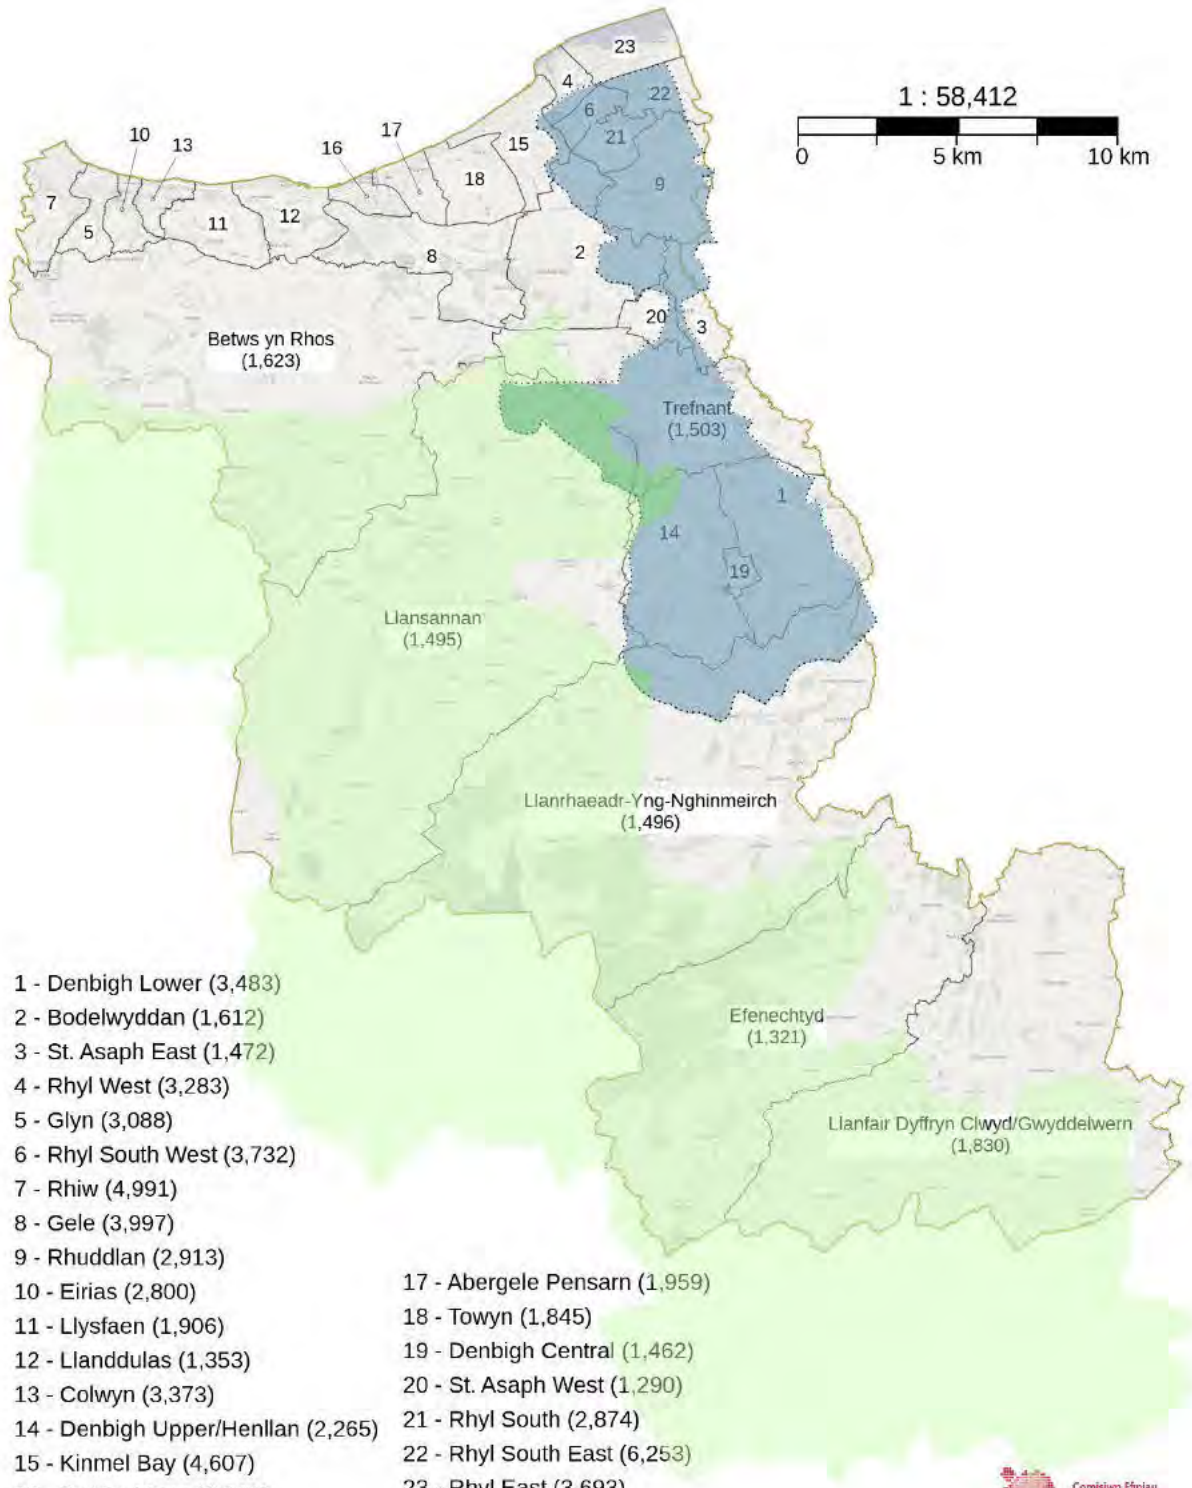 23
4
22
6
21
1 : 58,412
0 5 km 10 km
10
13
16
17
15
18
9
7
5
11
12
8
2
20
3
Betws yn Rhos
(1,623)
Trefnant
(1,503)
1
14
19
Llansannan
(1,495)
Llanrhaeadr-Yng-Nghinmeirch
(1,496)
Efenechtyd
(1,321)
Llanfair Dyffryn Clwyd/Gwyddelwern
(1,830)
1 - Denbigh Lower (3,483)
2 - Bodelwyddan (1,612)
3 - St. Asaph East (1,472)
4 - Rhyl West (3,283)
5 - Glyn (3,088)
6 - Rhyl South West (3,732)
7 - Rhiw (4,991)
8 - Gele (3,997)
9 - Rhuddlan (2,913)
10 - Eirias (2,800)
11 - Llysfaen (1,906)
12 - Llanddulas (1,353)
13 - Colwyn (3,373)
14 - Denbigh Upper/Henllan (2,265)
15 - Kinmel Bay (4,607)
17 - Abergele Pensarn (1,959)
18 - Towyn (1,845)
19 - Denbigh Central (1,462)
20 - St. Asaph West (1,290)
21 - Rhyl South (2,874)
22 - Rhyl South East (6,253)
23 - Rhyl East (3,693)